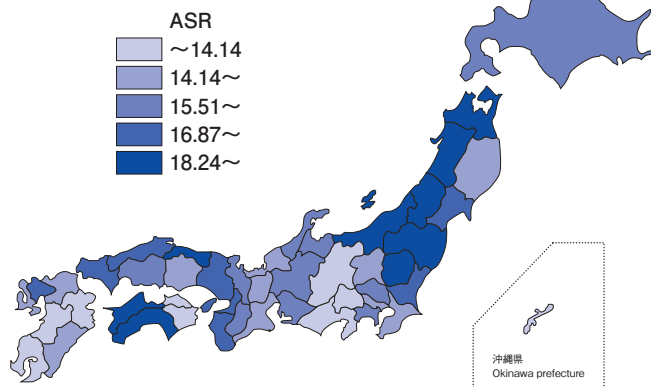 ASR
～14.14
14.14～
15.51～
16.87～
18.24～
沖縄県
Okinawa prefecture